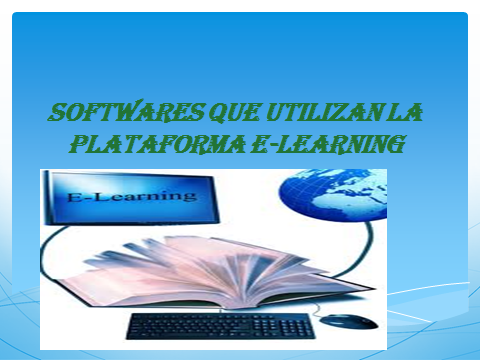 SOFTWARES QUE UTILIZAN LA
PLATAFORMA E-LEARNING
E-Learning